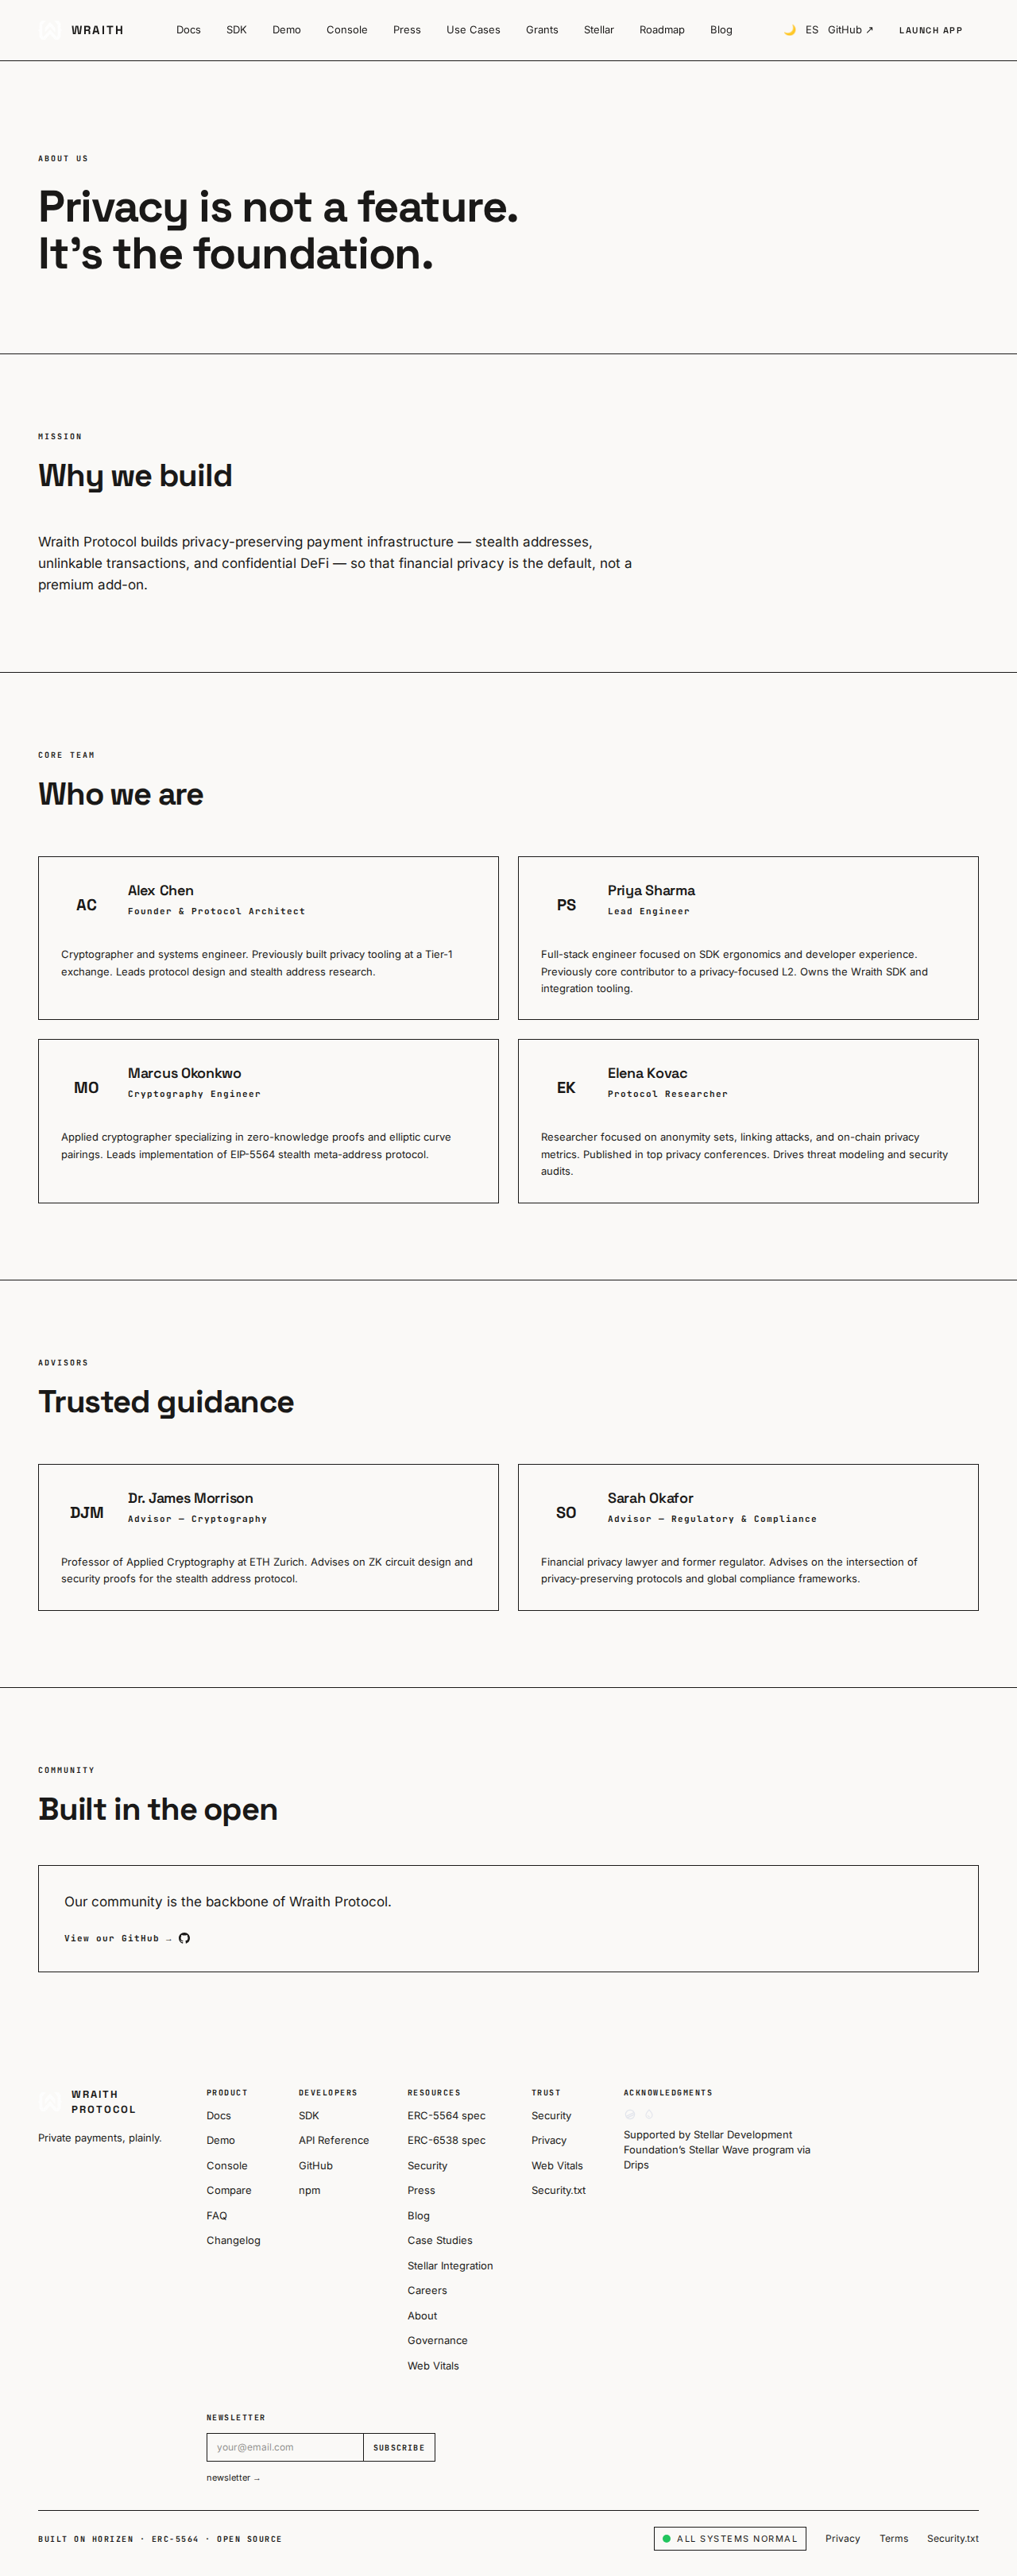 WRAITH
Docs
SDK
Demo
Console
Press
Use Cases
Grants
Stellar
Roadmap
Blog
ES
GitHub ↗
LAUNCH APP
ABOUT US
Privacy is not a feature.
It's the foundation.
MISSION
Why we build
Wraith Protocol builds privacy-preserving payment infrastructure — stealth addresses,
unlinkable transactions, and confidential DeFi — so that financial privacy is the default, not a
premium add-on.
CORE TEAM
Who we are
AC
Alex Chen
Founder & Protocol Architect
Cryptographer and systems engineer. Previously built privacy tooling at a Tier-1
exchange. Leads protocol design and stealth address research.
PS
Priya Sharma
Lead Engineer
Full-stack engineer focused on SDK ergonomics and developer experience.
Previously core contributor to a privacy-focused L2. Owns the Wraith SDK and
integration tooling.
MO
Marcus Okonkwo
Cryptography Engineer
Applied cryptographer specializing in zero-knowledge proofs and elliptic curve
pairings. Leads implementation of EIP-5564 stealth meta-address protocol.
EK
Elena Kovac
Protocol Researcher
Researcher focused on anonymity sets, linking attacks, and on-chain privacy
metrics. Published in top privacy conferences. Drives threat modeling and security
audits.
ADVISORS
Trusted guidance
DJM
Dr. James Morrison
Advisor — Cryptography
Professor of Applied Cryptography at ETH Zurich. Advises on ZK circuit design and
security proofs for the stealth address protocol.
SO
Sarah Okafor
Advisor — Regulatory & Compliance
Financial privacy lawyer and former regulator. Advises on the intersection of
privacy-preserving protocols and global compliance frameworks.
COMMUNITY
Built in the open
Our community is the backbone of Wraith Protocol.
View our GitHub →
WRAITH
PROTOCOL
Private payments, plainly.
PRODUCT
Docs
Demo
Console
Compare
FAQ
Changelog
DEVELOPERS
SDK
API Reference
GitHub
npm
RESOURCES
ERC-5564 spec
ERC-6538 spec
Security
Press
Blog
Case Studies
Stellar Integration
Careers
About
Governance
Web Vitals
TRUST
Security
Privacy
Web Vitals
Security.txt
ACKNOWLEDGMENTS
Supported by Stellar Development
Foundation's Stellar Wave program via
Drips
NEWSLETTER
your@email.com
SUBSCRIBE
newsletter →
BUILT ON HORIZEN · ERC-5564 · OPEN SOURCE
ALL SYSTEMS NORMAL
Privacy
Terms
Security.txt